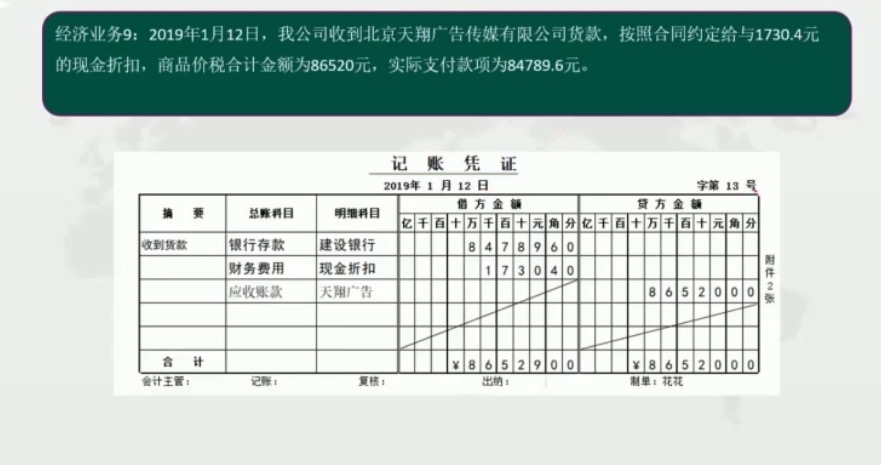 经济业务9：2019年1月12日，我公司收到北京天翔广告传媒有限公司货款，按照合同约定给与1730.4元
的现金折扣，商品价税合计金额为86520元，实际支付款项为84789.6元。
记 账 凭 证
2019年 1 月 12 日 字第 13 号
摘 要 总账科目 明细科目 借 方 金 额 贷 方 金 额
亿 千 百 十 万 千 百 十 元 角 分 亿 千 百 十 万 千 百 十 元 角 分
收到货款 银行存款 建设银行 8 4 7 8 9 6 0
财务费用 现金折扣 1 7 3 0 4 0
应收账款 天翔广告 8 6 5 2 0 0 0
合 计 ¥ 8 6 5 2 9 0 0 ¥ 8 6 5 2 0 0 0
附件2张
会计主管： 记账： 复核： 出纳： 制单：花花